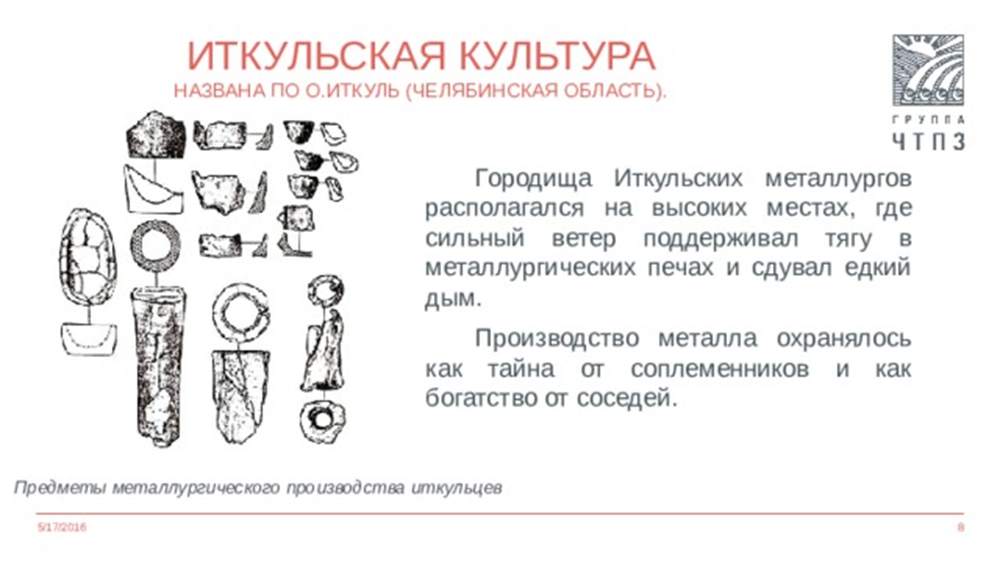 ИТКУЛЬСКАЯ КУЛЬТУРА
НАЗВАНА ПО О.ИТКУЛЬ (ЧЕЛЯБИНСКАЯ ОБЛАСТЬ).
ГРУППА
ЧТПЗ
Городища Иткульских металлургов
располагался на высоких местах, где
сильный ветер поддерживал тягу в
металлургических печах и сдувал едкий
дым.
Производство металла охранялось
как тайна от соплеменников и как
богатство от соседей.
Предметы металлургического производства иткульцев
5/17/2016
8